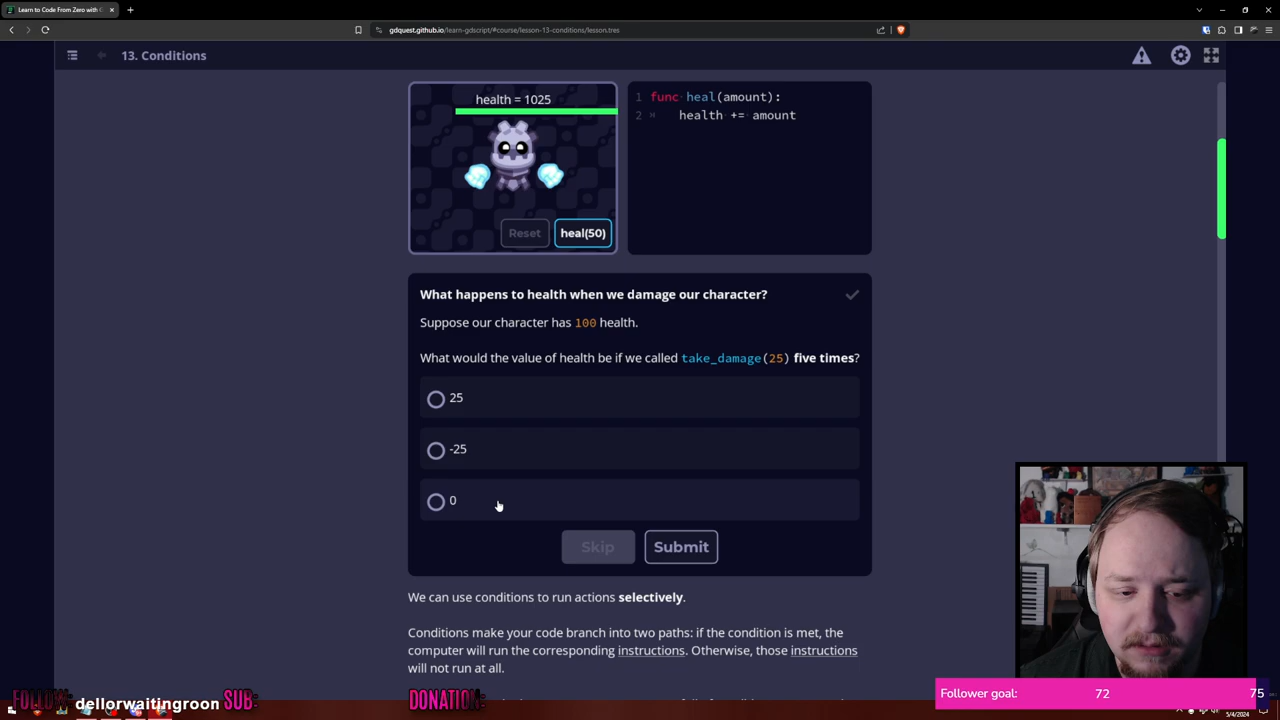 Learn to Code From Zero with
gdquest.github.io/learn-gdscript/#course/lesson-13-conditions/lesson.tres
13. Conditions
health = 1025
Reset
heal(50)
1 func heal(amount):
2 health += amount
What happens to health when we damage our character?
Suppose our character has 100 health.
What would the value of health be if we called take_damage(25) five times?
25
-25
0
Skip
Submit
We can use conditions to run actions selectively.
Conditions make your code branch into two paths: if the condition is met, the
computer will run the corresponding instructions. Otherwise, those instructions
will not run at all.
FOLLOW: dellorwaitingroon SUB:
DONATION:
Follower goal: 72 75
5/4/2024